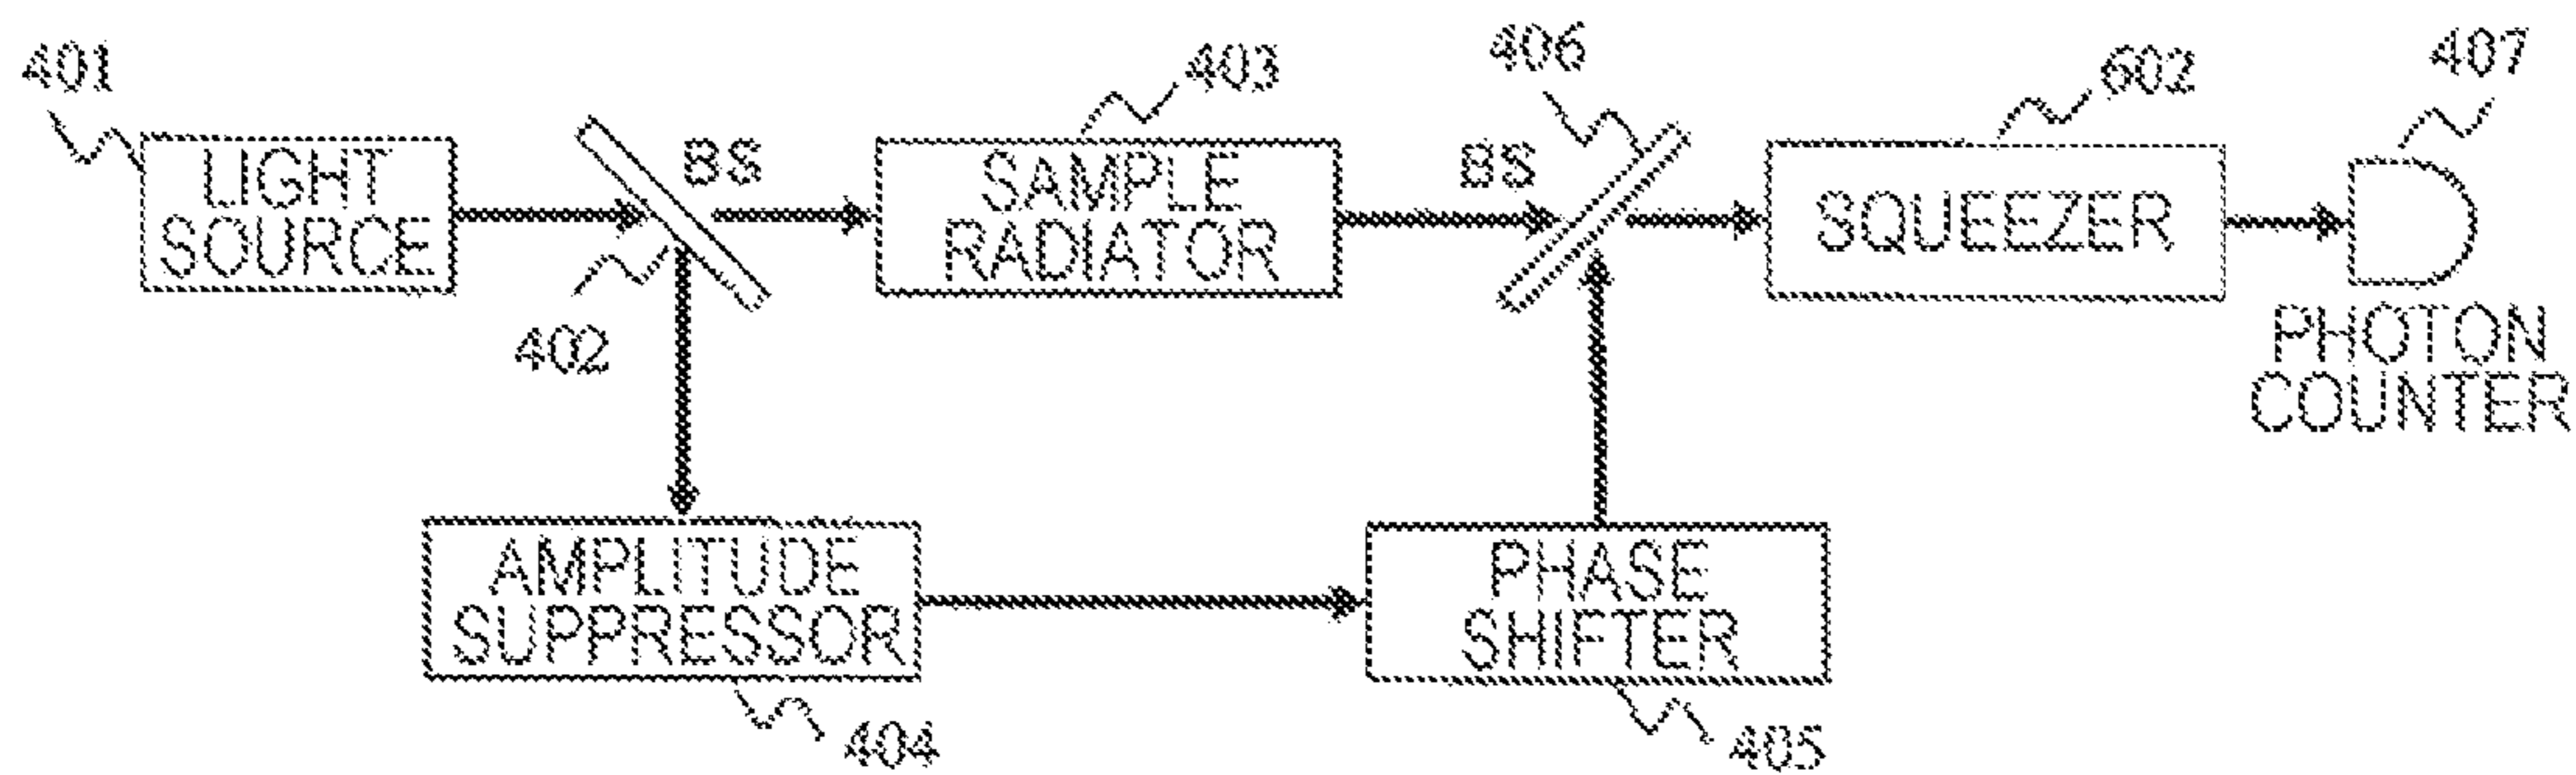 401
LIGHT
SOURCE
402
BS
403
SAMPLE
RADIATOR
BS
406
602
SQUEEZER
407
PHOTON
COUNTER
AMPLITUDE
SUPPRESSOR
404
PHASE
SHIFTER
405